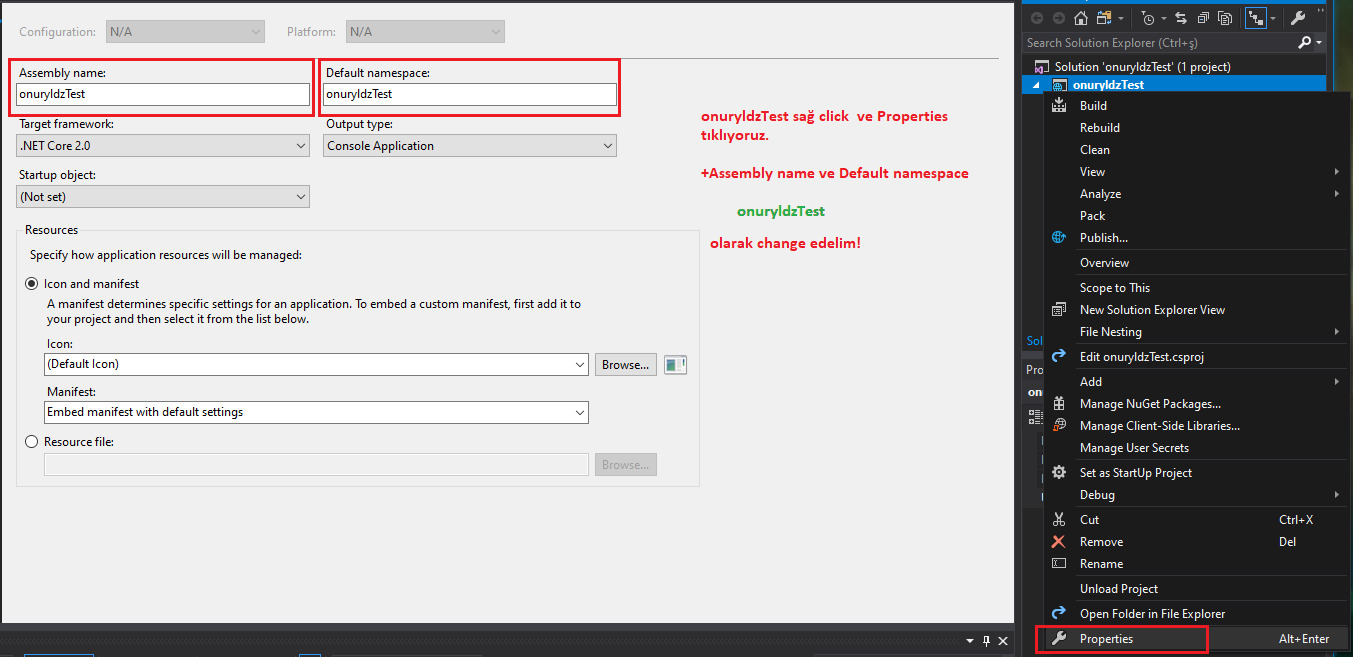 Configuration: N/A Platform: N/A
Assembly name: Default namespace:
onuryldzTest onuryldzTest
Target framework: Output type:
.NET Core 2.0 Console Application
Startup object:
(Not set)
Resources
Specify how application resources will be managed:
Icon and manifest
A manifest determines specific settings for an application. To embed a custom manifest, first add it to
your project and then select it from the list below.
Icon:
(Default Icon) Browse...
Manifest:
Embed manifest with default settings
Resource file:
Browse...
onuryldzTest sağ click ve Properties
tıklıyoruz.
+Assembly name ve Default namespace
onuryldzTest
olarak change edelim!
Search Solution Explorer (Ctrl+ş)
Solution 'onuryldzTest' (1 project)
onuryldzTest
Build
Rebuild
Clean
View
Analyze
Pack
Publish...
Overview
Scope to This
New Solution Explorer View
File Nesting
Sol
Edit onuryldzTest.csproj
Pro
Add
onu
Manage NuGet Packages...
Manage Client-Side Libraries...
Manage User Secrets
Set as StartUp Project
Debug
Cut Ctrl+X
Remove Del
Rename
Unload Project
Open Folder in File Explorer
Properties Alt+Enter